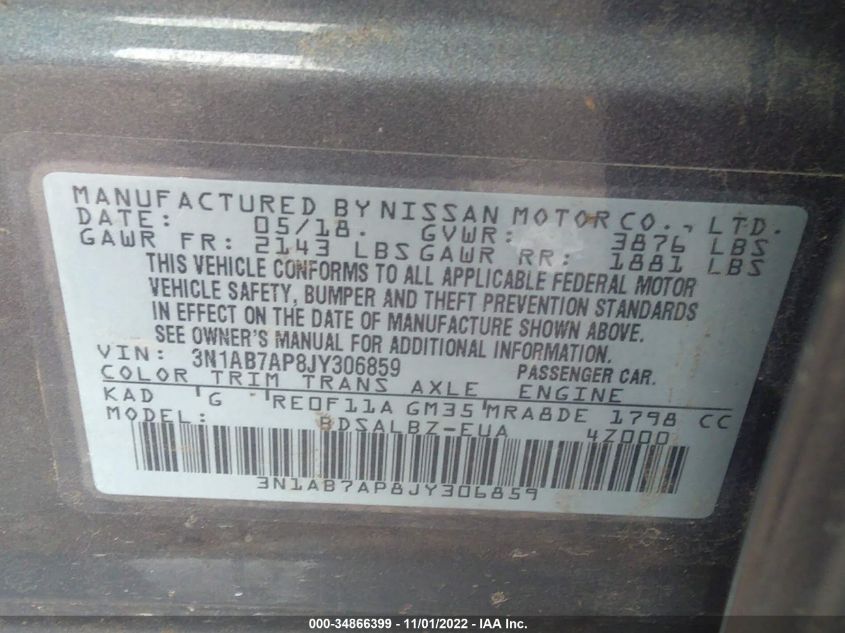 MANUFACTURED BY NISSAN MOTOR CO., LTD.
DATE: 05/18. GVWR: 3876 LBS
GAWR FR: 2143 LBS GAWR RR: 1881 LBS
THIS VEHICLE CONFORMS TO ALL APPLICABLE FEDERAL MOTOR
VEHICLE SAFETY, BUMPER AND THEFT PREVENTION STANDARDS
IN EFFECT ON THE DATE OF MANUFACTURE SHOWN ABOVE.
SEE OWNER'S MANUAL FOR ADDITIONAL INFORMATION.
VIN: 3N1AB7AP8JY306859 PASSENGER CAR.
COLOR TRIM TRANS AXLE ENGINE
KAD G RE0F11A GM35 MRA8DE 1798 CC
MODEL: BDSALBZ-EUA 4Z000
3N1AB7AP8JY306859
000-34866399 - 11/01/2022 - IAA Inc.